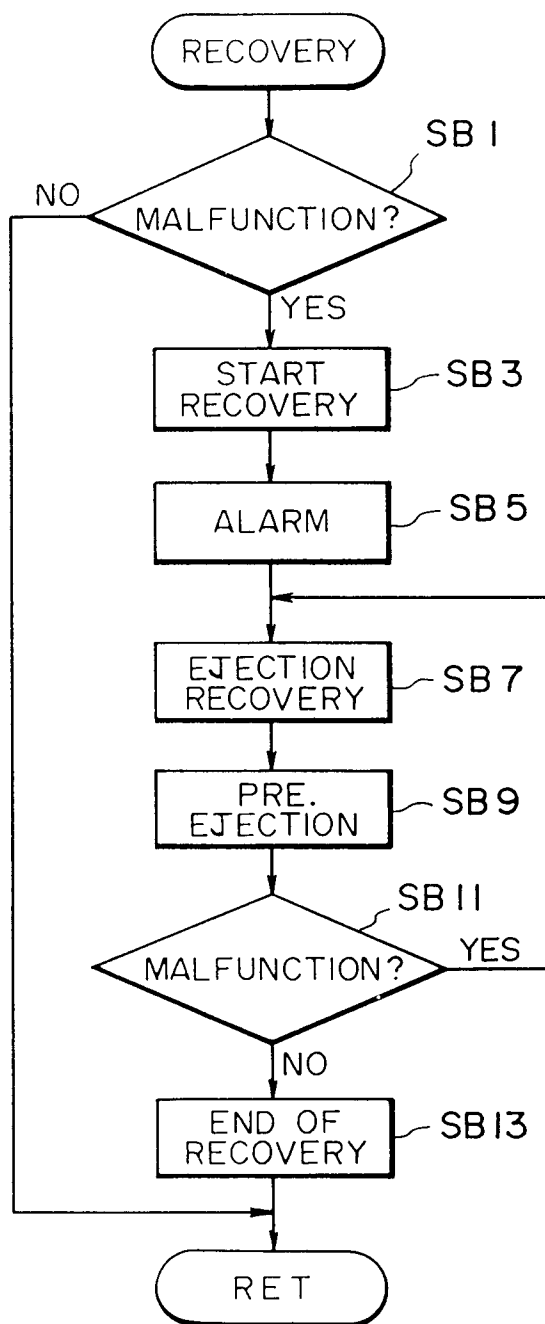 RECOVERY
SB1
NO
MALFUNCTION?
YES
START
RECOVERY
SB3
ALARM
SB5
EJECTION
RECOVERY
SB7
PRE.
EJECTION
SB9
SB11
MALFUNCTION?
YES
NO
END OF
RECOVERY
SB13
RET